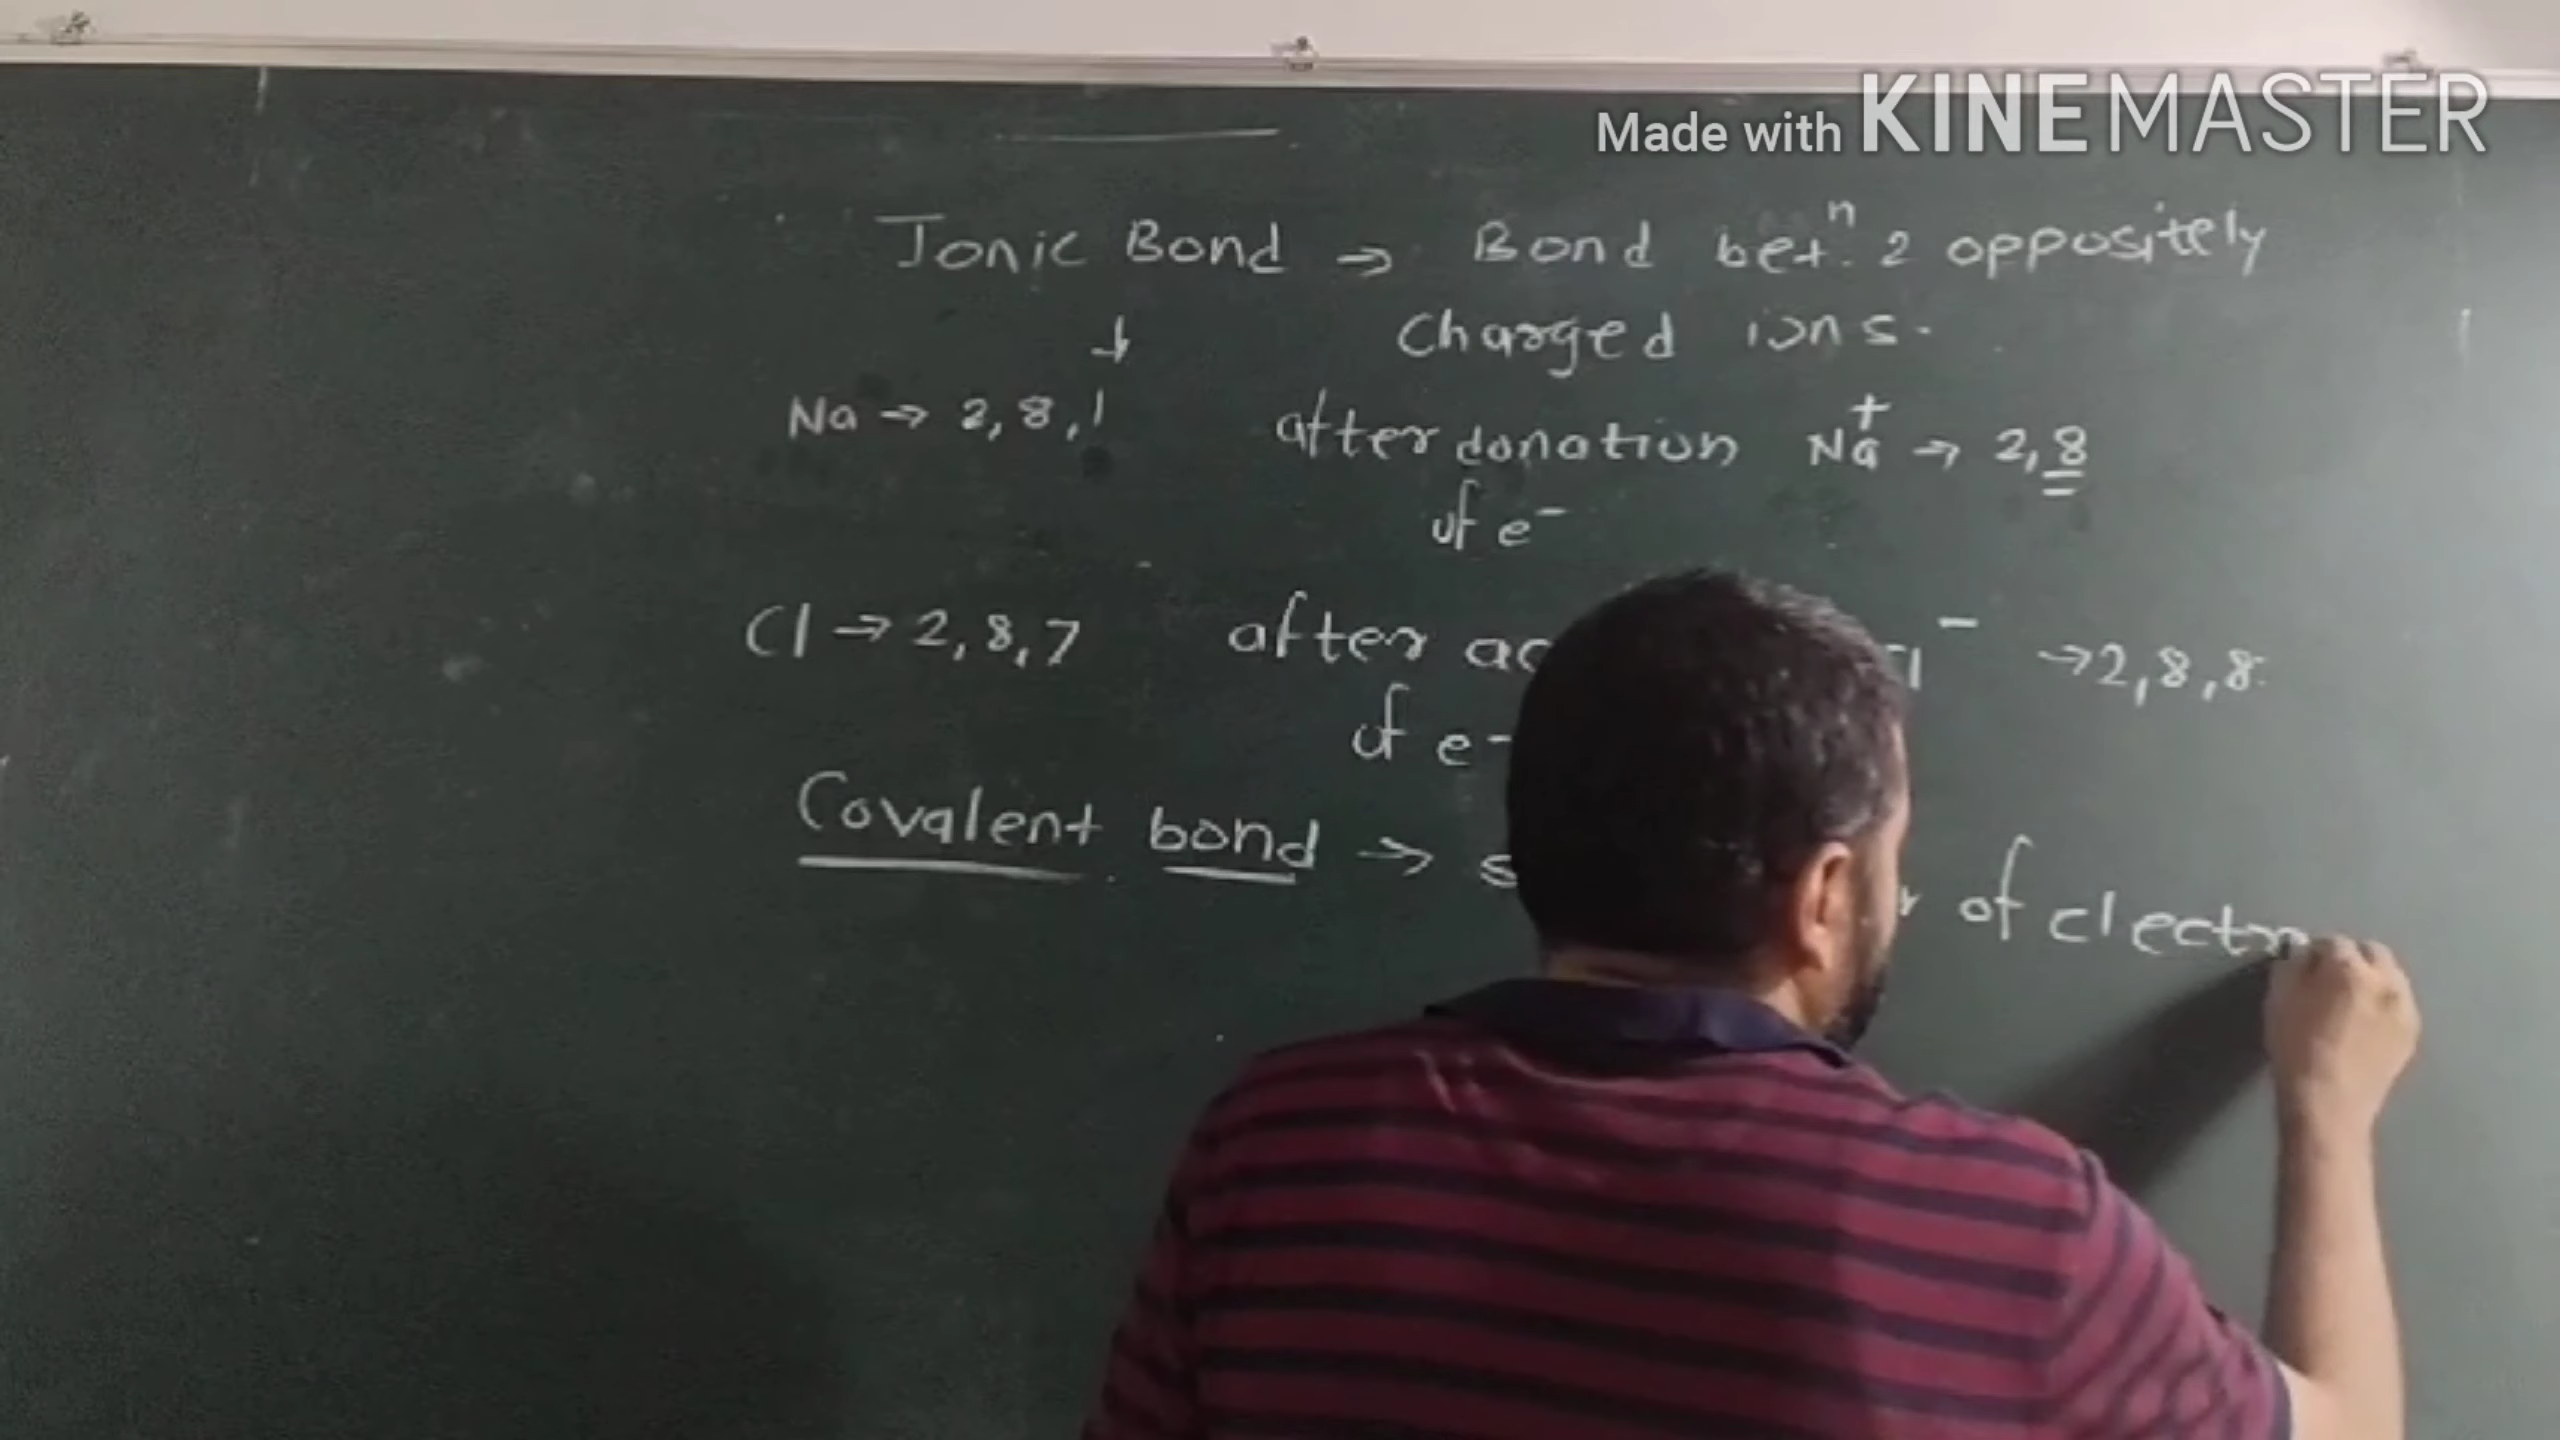 Made with KINEMASTER
Ionic Bond → Bond betⁿ. 2 oppositely
charged ions.
↓
Na → 2, 8, 1 after donation Na⁺ → 2, 8
of e⁻
Cl → 2, 8, 7 after ⁻ → 2, 8, 8.
of e⁻
Covalent bond → of